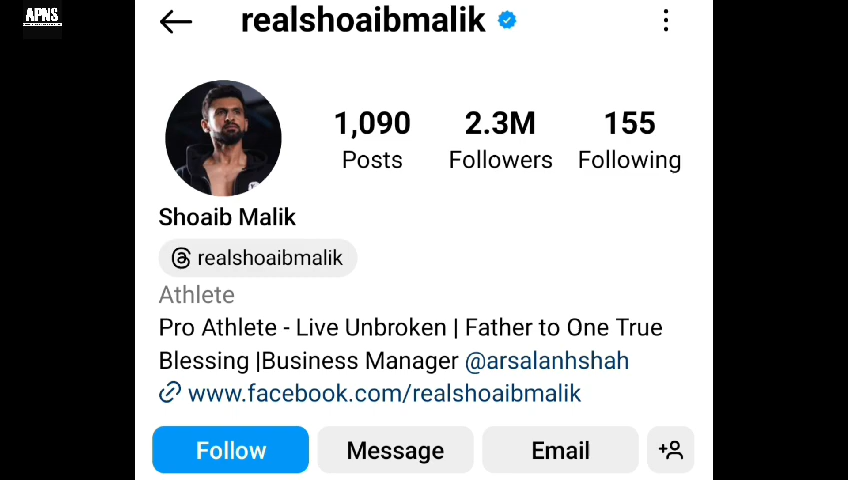 APNS
realshoaibmalik
1,090 2.3M 155
Posts Followers Following
Shoaib Malik
realshoaibmalik
Athlete
Pro Athlete - Live Unbroken | Father to One True
Blessing |Business Manager @arsalanhshah
www.facebook.com/realshoaibmalik
Follow Message Email